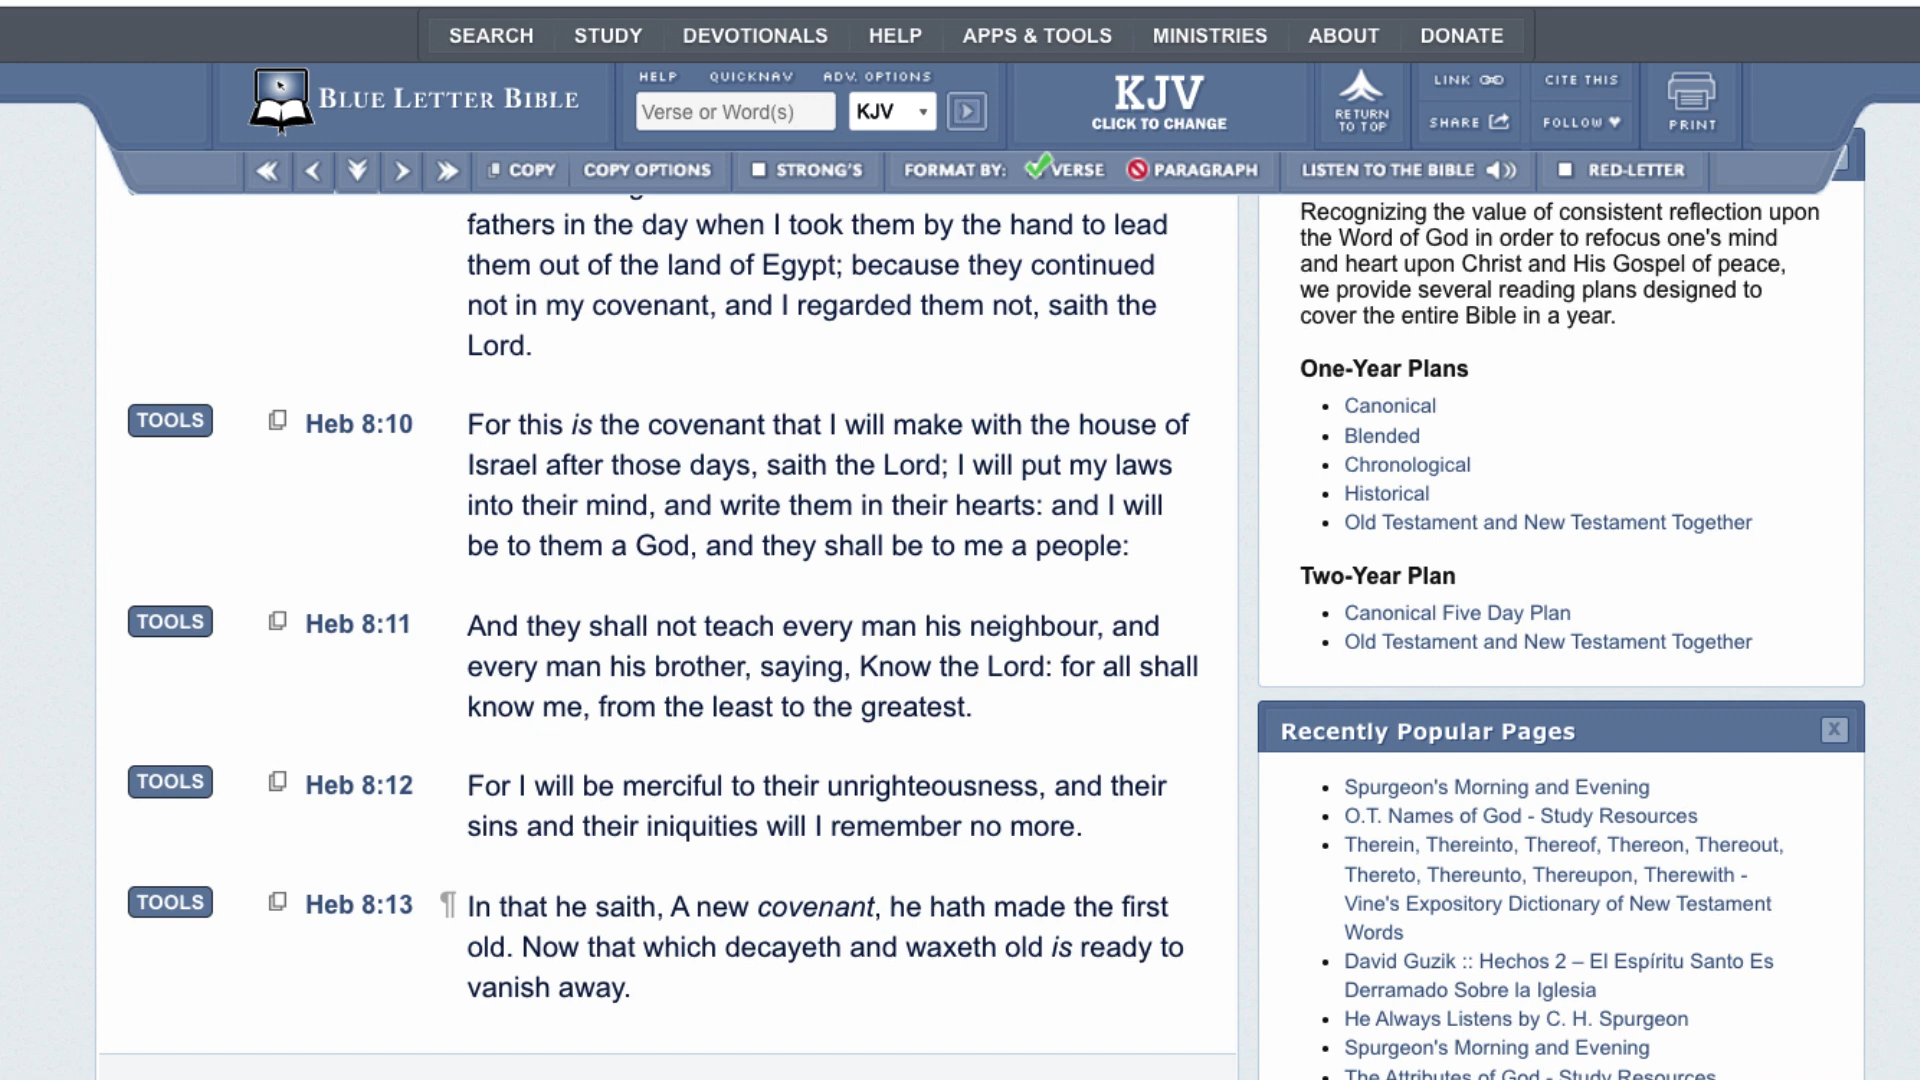 SEARCH STUDY DEVOTIONALS HELP APPS & TOOLS MINISTRIES ABOUT DONATE
BLUE LETTER BIBLE
HELP QUICKNAV ADV. OPTIONS
Verse or Word(s) KJV
KJV
CLICK TO CHANGE
RETURN
TO TOP
LINK
SHARE
CITE THIS
FOLLOW
PRINT
COPY COPY OPTIONS STRONG'S FORMAT BY: VERSE PARAGRAPH LISTEN TO THE BIBLE RED-LETTER
fathers in the day when I took them by the hand to lead
them out of the land of Egypt; because they continued
not in my covenant, and I regarded them not, saith the
Lord.
TOOLS Heb 8:10 For this is the covenant that I will make with the house of
Israel after those days, saith the Lord; I will put my laws
into their mind, and write them in their hearts: and I will
be to them a God, and they shall be to me a people:
TOOLS Heb 8:11 And they shall not teach every man his neighbour, and
every man his brother, saying, Know the Lord: for all shall
know me, from the least to the greatest.
TOOLS Heb 8:12 For I will be merciful to their unrighteousness, and their
sins and their iniquities will I remember no more.
TOOLS Heb 8:13 ¶ In that he saith, A new covenant, he hath made the first
old. Now that which decayeth and waxeth old is ready to
vanish away.
Recognizing the value of consistent reflection upon
the Word of God in order to refocus one's mind
and heart upon Christ and His Gospel of peace,
we provide several reading plans designed to
cover the entire Bible in a year.
One-Year Plans
• Canonical
• Blended
• Chronological
• Historical
• Old Testament and New Testament Together
Two-Year Plan
• Canonical Five Day Plan
• Old Testament and New Testament Together
Recently Popular Pages X
• Spurgeon's Morning and Evening
• O.T. Names of God - Study Resources
• Therein, Thereinto, Thereof, Thereon, Thereout,
Thereto, Thereunto, Thereupon, Therewith -
Vine's Expository Dictionary of New Testament
Words
• David Guzik :: Hechos 2 – El Espíritu Santo Es
Derramado Sobre la Iglesia
• He Always Listens by C. H. Spurgeon
• Spurgeon's Morning and Evening
• The Attributes of God - Study Resources